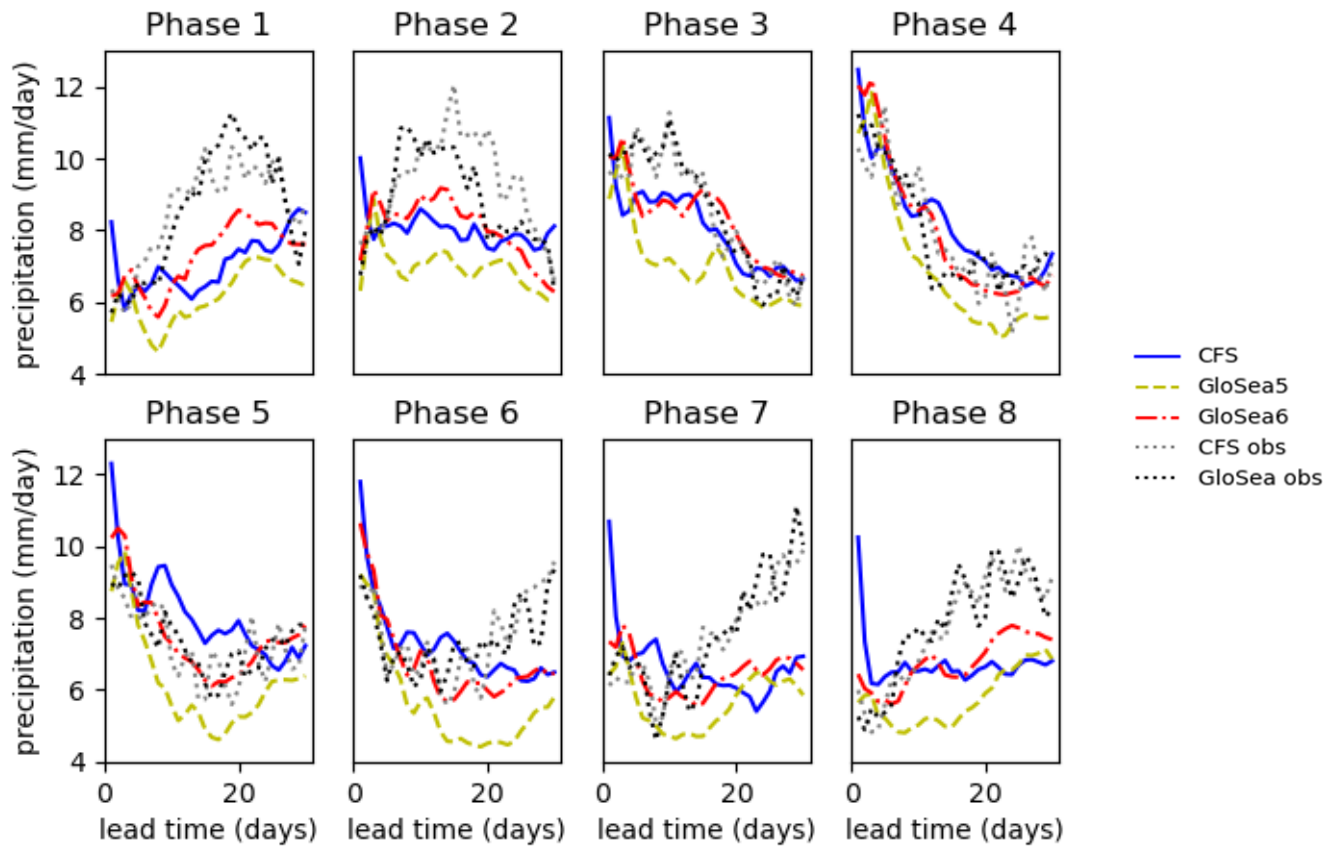 Phase 1 Phase 2 Phase 3 Phase 4
precipitation (mm/day)
12
10
8
6
4
CFS
GloSea5
GloSea6
CFS obs
GloSea obs
Phase 5 Phase 6 Phase 7 Phase 8
precipitation (mm/day)
12
10
8
6
4
0 20 0 20 0 20 0 20
lead time (days) lead time (days) lead time (days) lead time (days)